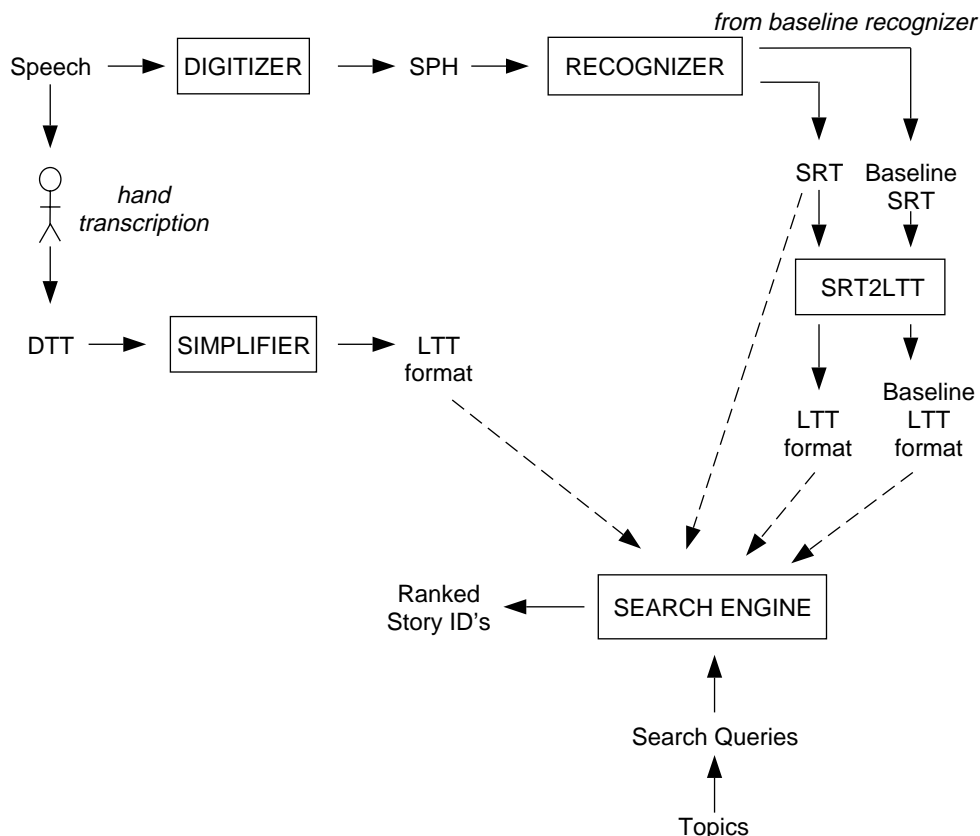 from baseline recognizer
Speech
DIGITIZER
SPH
RECOGNIZER
hand
transcription
SRT
Baseline
SRT
SRT2LTT
DTT
SIMPLIFIER
LTT
format
LTT
format
Baseline
LTT
format
Ranked
Story ID's
SEARCH ENGINE
Search Queries
Topics